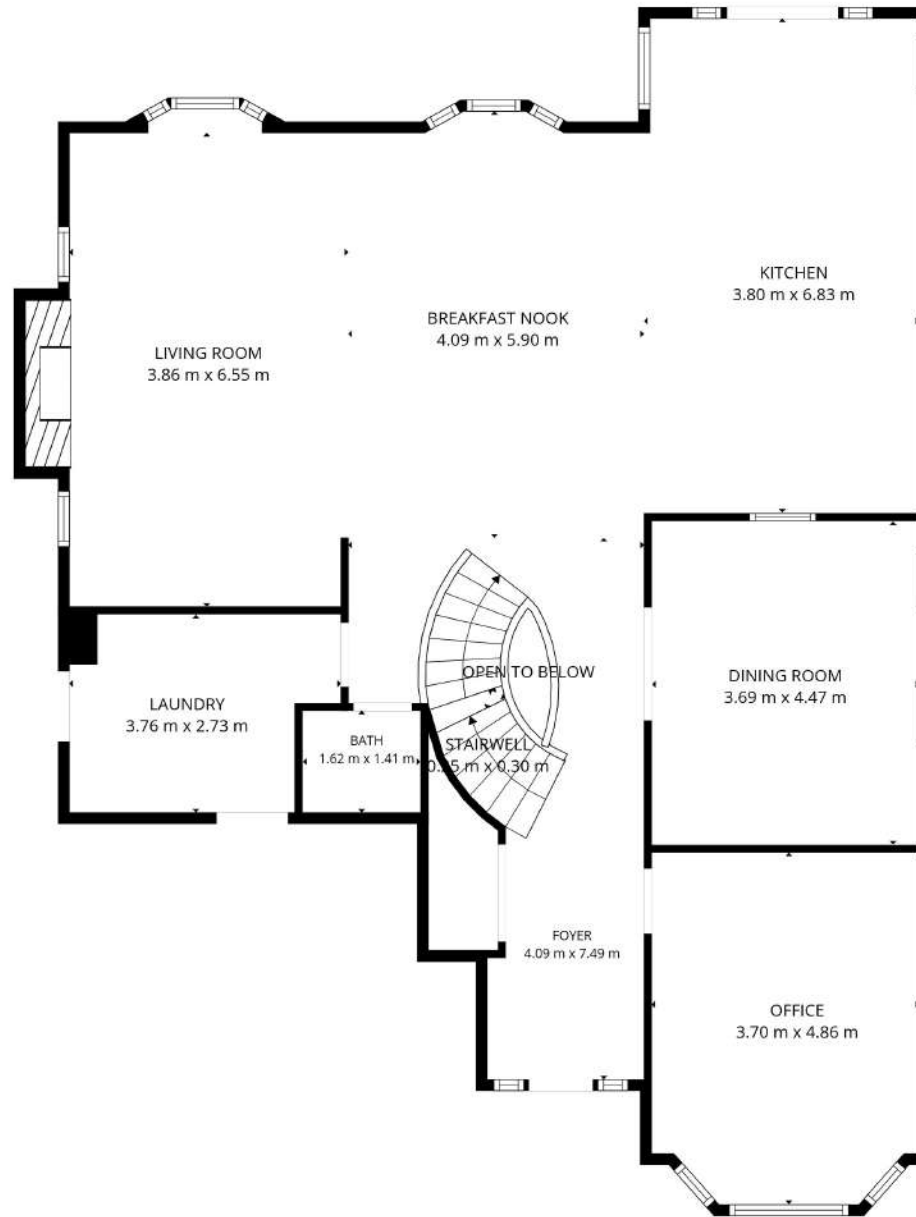 KITCHEN
3.80 m x 6.83 m
BREAKFAST NOOK
4.09 m x 5.90 m
LIVING ROOM
3.86 m x 6.55 m
OPEN TO BELOW
DINING ROOM
3.69 m x 4.47 m
LAUNDRY
3.76 m x 2.73 m
BATH
1.62 m x 1.41 m
STAIRWELL
m x 0.30 m
FOYER
4.09 m x 7.49 m
OFFICE
3.70 m x 4.86 m